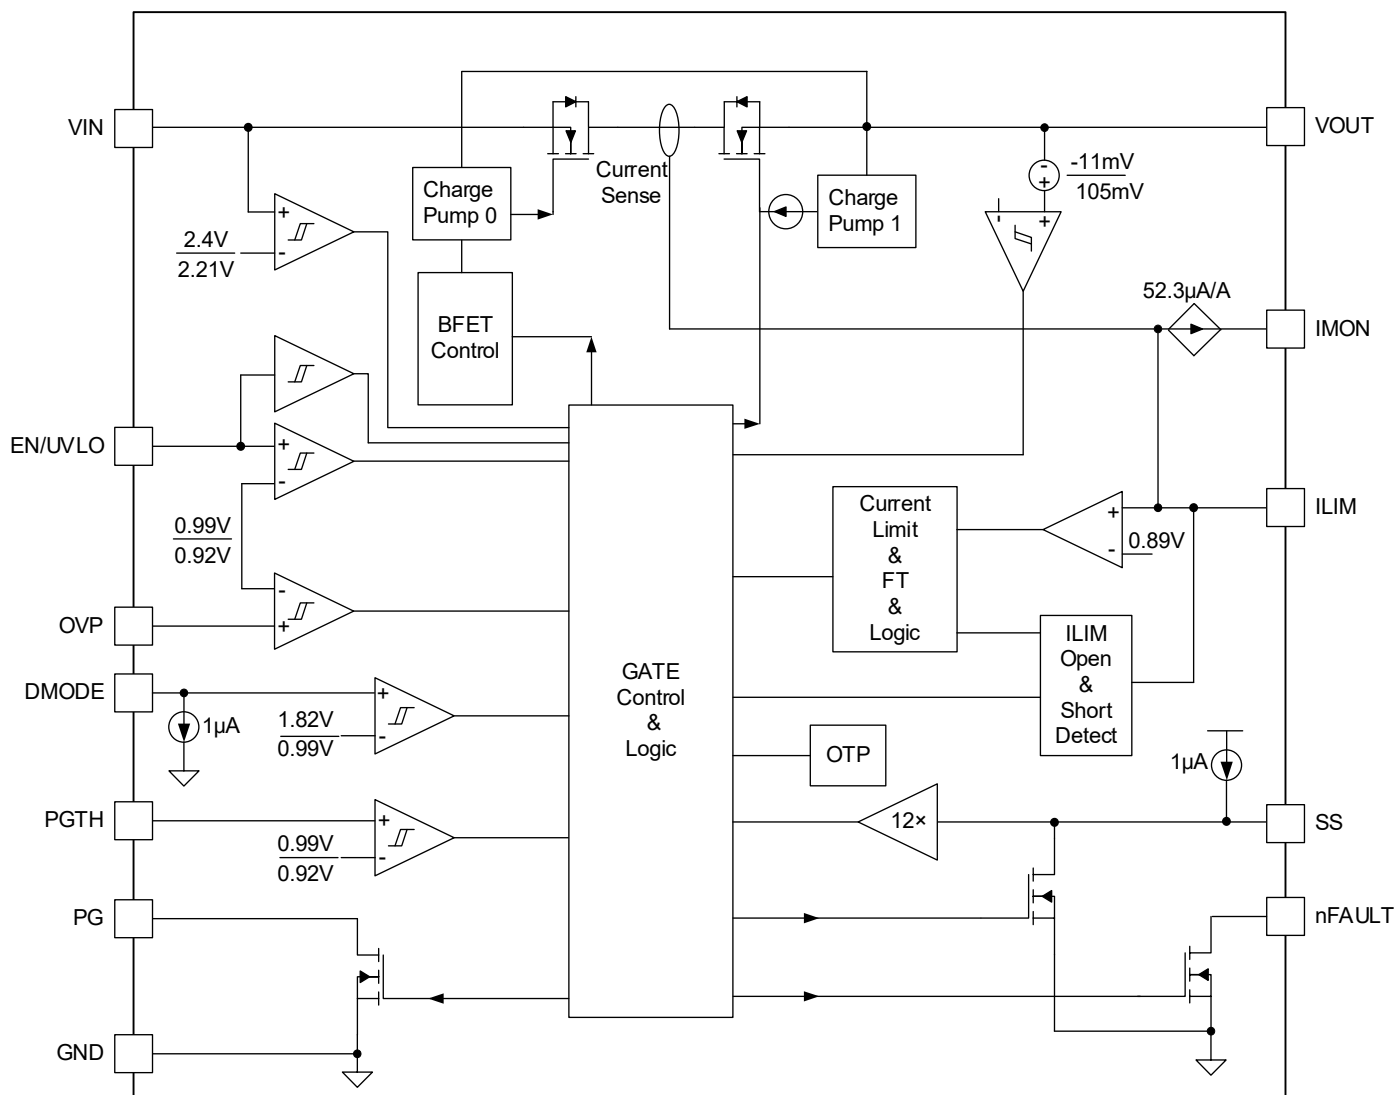 VIN
VOUT
-11mV
105mV
Current
Sense
Charge
Pump 0
Charge
Pump 1
+
-
2.4V
2.21V
-
+
-
+
52.3µA/A
BFET
Control
IMON
EN/UVLO
+
-
0.99V
0.92V
Current
Limit
&
FT
&
Logic
+
-
0.89V
ILIM
-
+
OVP
ILIM
Open
&
Short
Detect
GATE
Control
&
Logic
DMODE
1µA
+
-
1.82V
0.99V
OTP
1µA
PGTH
+
-
0.99V
0.92V
12×
SS
PG
nFAULT
GND